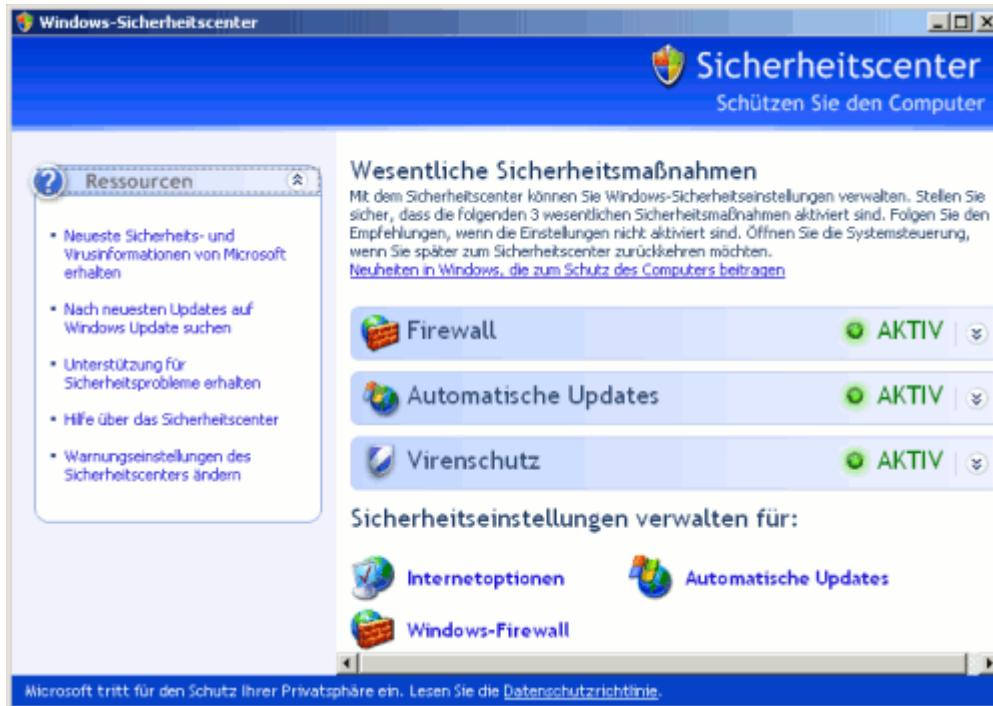 Windows-Sicherheitscenter
Sicherheitscenter
Schützen Sie den Computer
Ressourcen
Neueste Sicherheits- und
Virusinformationen von Microsoft
erhalten
Nach neuesten Updates auf
Windows Update suchen
Unterstützung für
Sicherheitsprobleme erhalten
Hilfe über das Sicherheitscenter
Warnungseinstellungen des
Sicherheitscenters ändern
Wesentliche Sicherheitsmaßnahmen
Mit dem Sicherheitscenter können Sie Windows-Sicherheitseinstellungen verwalten. Stellen Sie
sicher, dass die folgenden 3 wesentlichen Sicherheitsmaßnahmen aktiviert sind. Folgen Sie den
Empfehlungen, wenn die Einstellungen nicht aktiviert sind. Öffnen Sie die Systemsteuerung,
wenn Sie später zum Sicherheitscenter zurückkehren möchten.
Neuheiten in Windows, die zum Schutz des Computers beitragen
Firewall AKTIV
Automatische Updates AKTIV
Virenschutz AKTIV
Sicherheitseinstellungen verwalten für:
Internetoptionen Automatische Updates
Windows-Firewall
Microsoft tritt für den Schutz Ihrer Privatsphäre ein. Lesen Sie die Datenschutzrichtlinie.